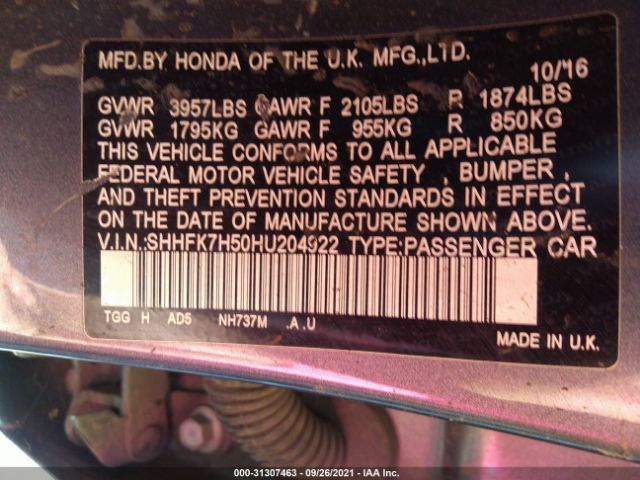 MFD.BY HONDA OF THE U.K. MFG.,LTD.
10/16
GVWR 3957LBS GAWR F 2105LBS R 1874LBS
GVWR 1795KG GAWR F 955KG R 850KG
THIS VEHICLE CONFORMS TO ALL APPLICABLE
FEDERAL MOTOR VEHICLE SAFETY , BUMPER ,
AND THEFT PREVENTION STANDARDS IN EFFECT
ON THE DATE OF MANUFACTURE SHOWN ABOVE.
V.I.N.:SHHFK7H50HU204922 TYPE:PASSENGER CAR
TGG H AD5 NH737M .A .U
MADE IN U.K.
000-31307463 - 09/26/2021 - IAA Inc.